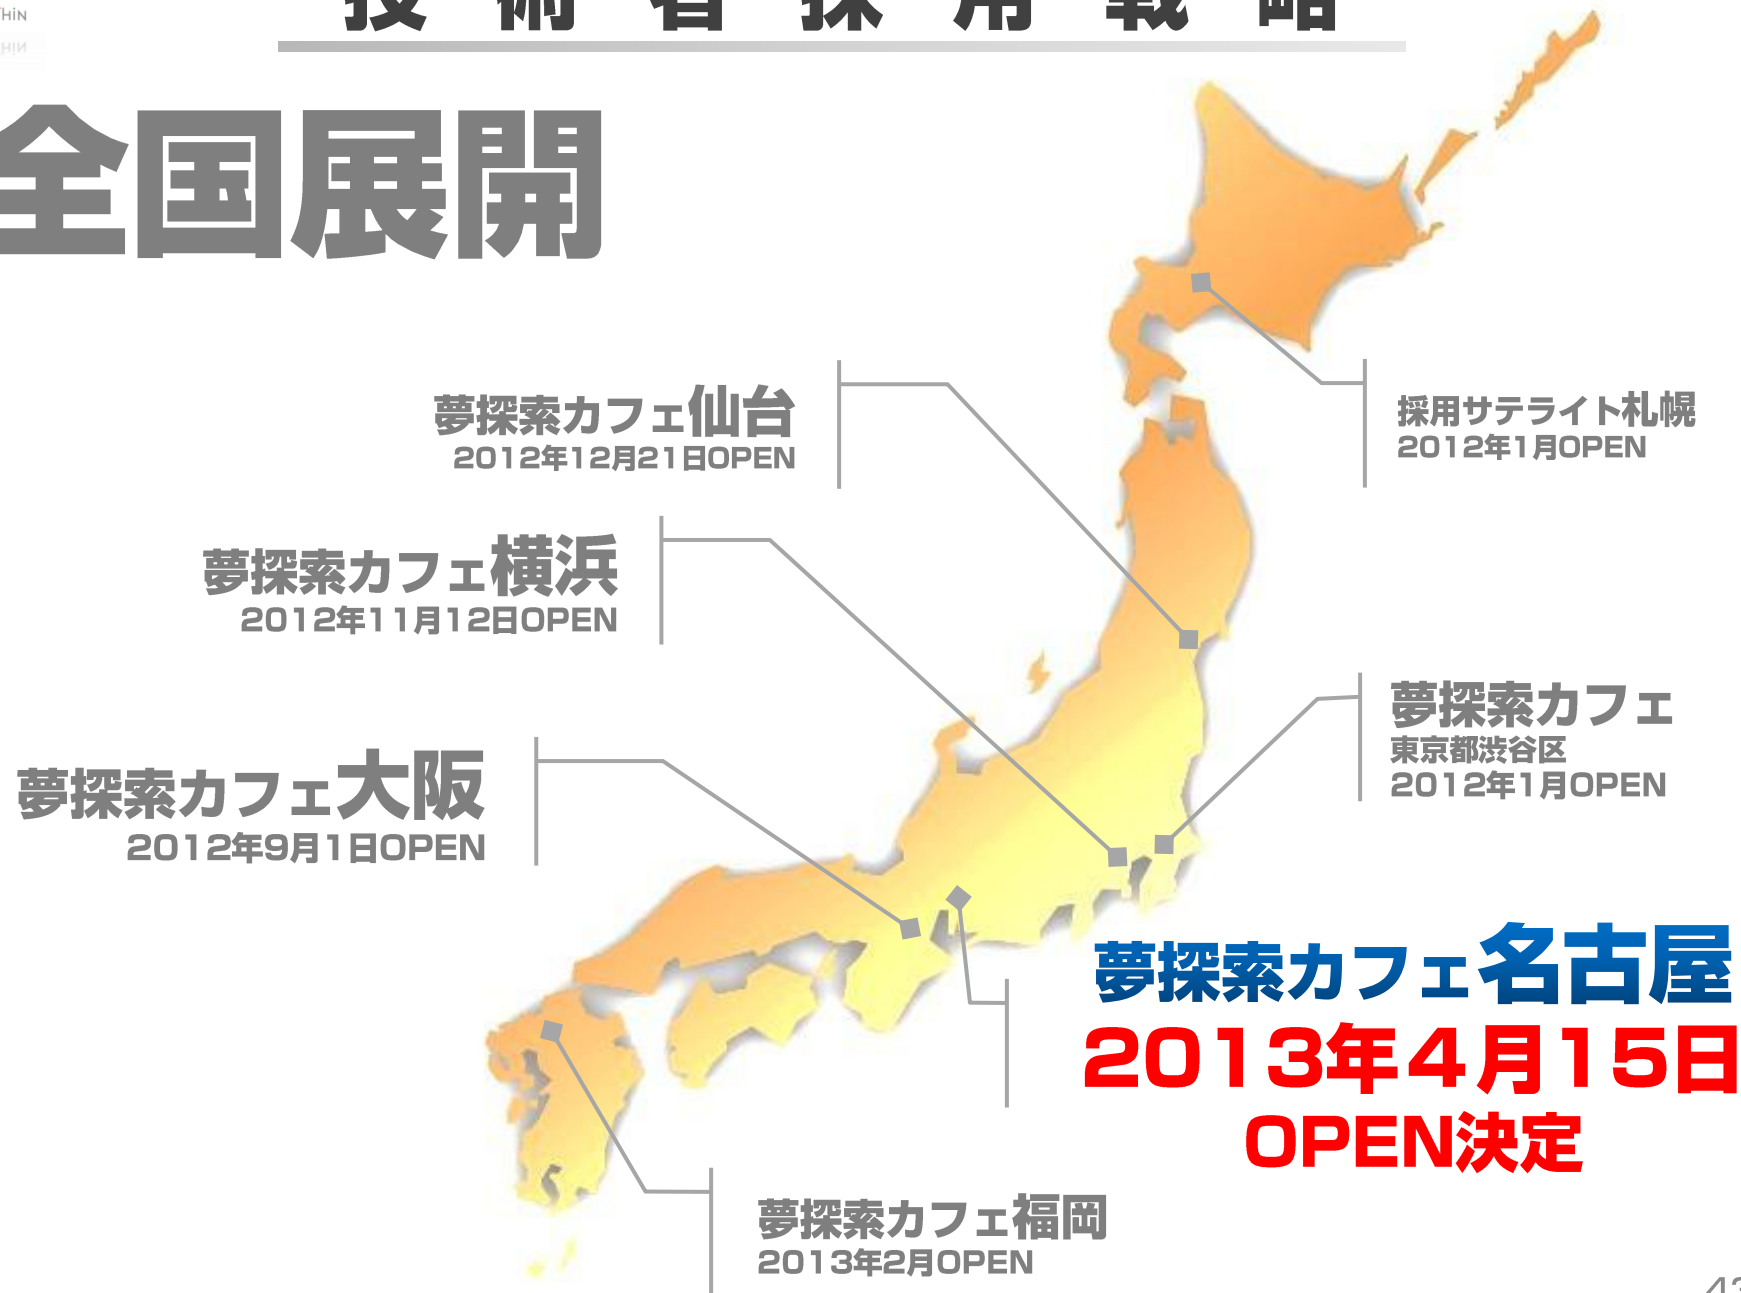 技術者採用戦略
全国展開
夢探索カフェ仙台
2012年12月21日OPEN
採用サテライト札幌
2012年1月OPEN
夢探索カフェ横浜
2012年11月12日OPEN
夢探索カフェ
東京都渋谷区
2012年1月OPEN
夢探索カフェ大阪
2012年9月1日OPEN
夢探索カフェ名古屋
2013年4月15日
OPEN決定
夢探索カフェ福岡
2013年2月OPEN